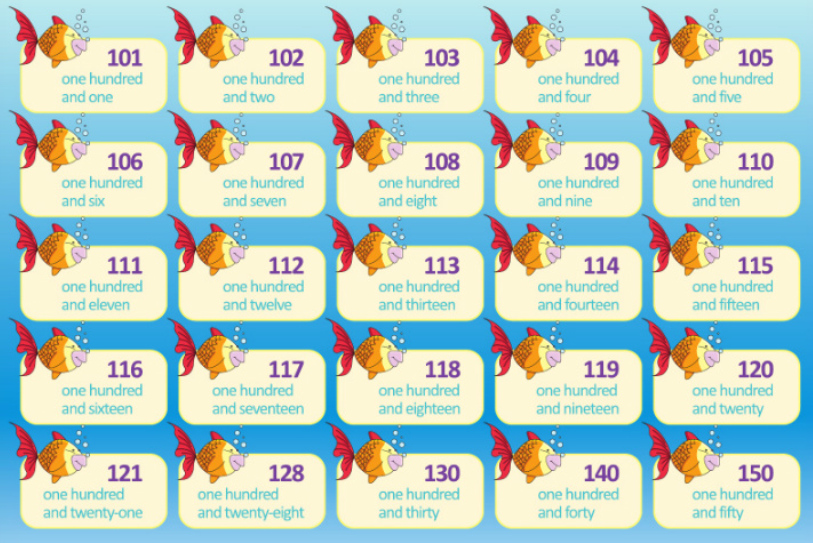 101
one hundred
and one
102
one hundred
and two
103
one hundred
and three
104
one hundred
and four
105
one hundred
and five
106
one hundred
and six
107
one hundred
and seven
108
one hundred
and eight
109
one hundred
and nine
110
one hundred
and ten
111
one hundred
and eleven
112
one hundred
and twelve
113
one hundred
and thirteen
114
one hundred
and fourteen
115
one hundred
and fifteen
116
one hundred
and sixteen
117
one hundred
and seventeen
118
one hundred
and eighteen
119
one hundred
and nineteen
120
one hundred
and twenty
121
one hundred
and twenty-one
128
one hundred
and twenty-eight
130
one hundred
and thirty
140
one hundred
and forty
150
one hundred
and fifty